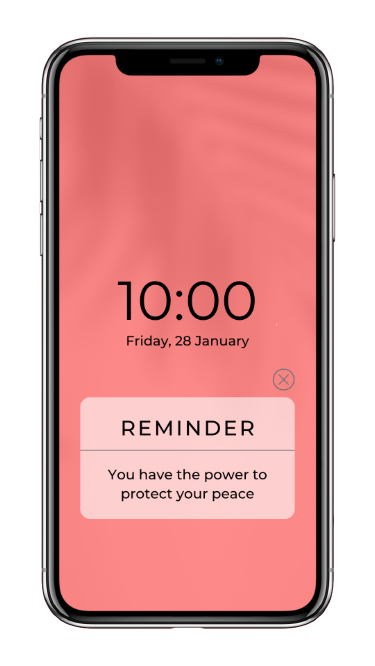 10:00
Friday, 28 January
REMINDER
You have the power to
protect your peace